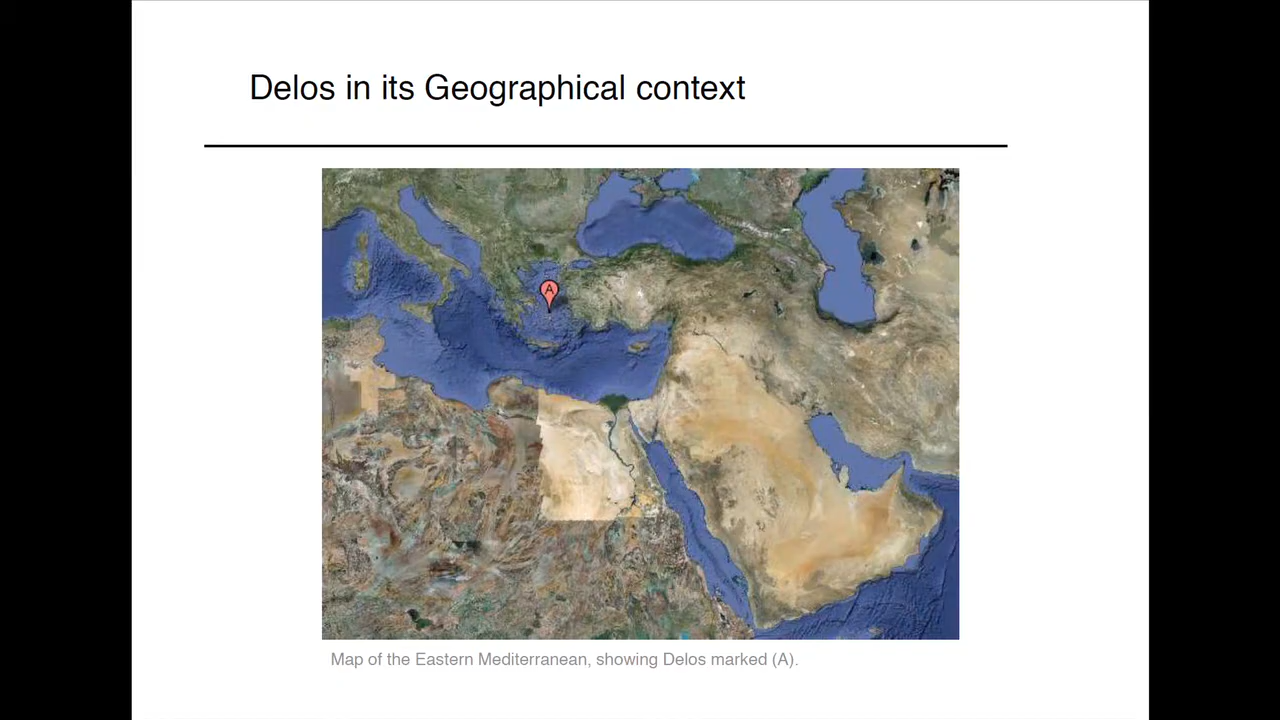 Delos in its Geographical context
A
Map of the Eastern Mediterranean, showing Delos marked (A).